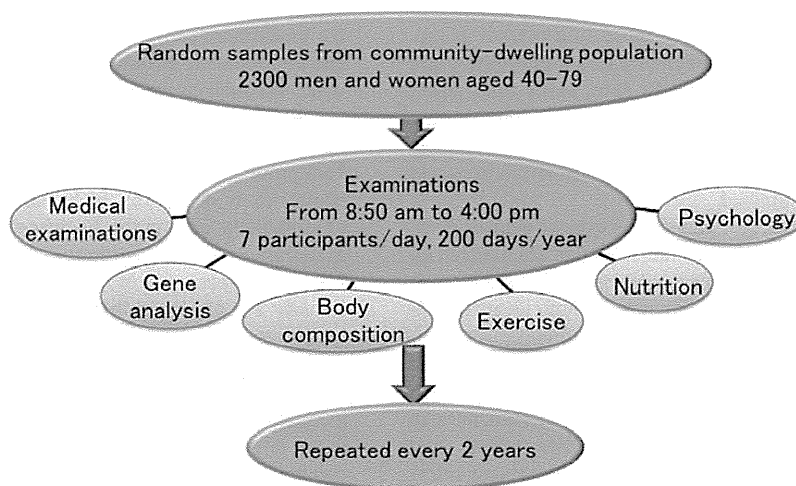 Random samples from community-dwelling population
2300 men and women aged 40-79
Examinations
From 8:50 am to 4:00 pm
7 participants/day, 200 days/year
Medical
examinations
Gene
analysis
Body
composition
Exercise
Nutrition
Psychology
Repeated every 2 years